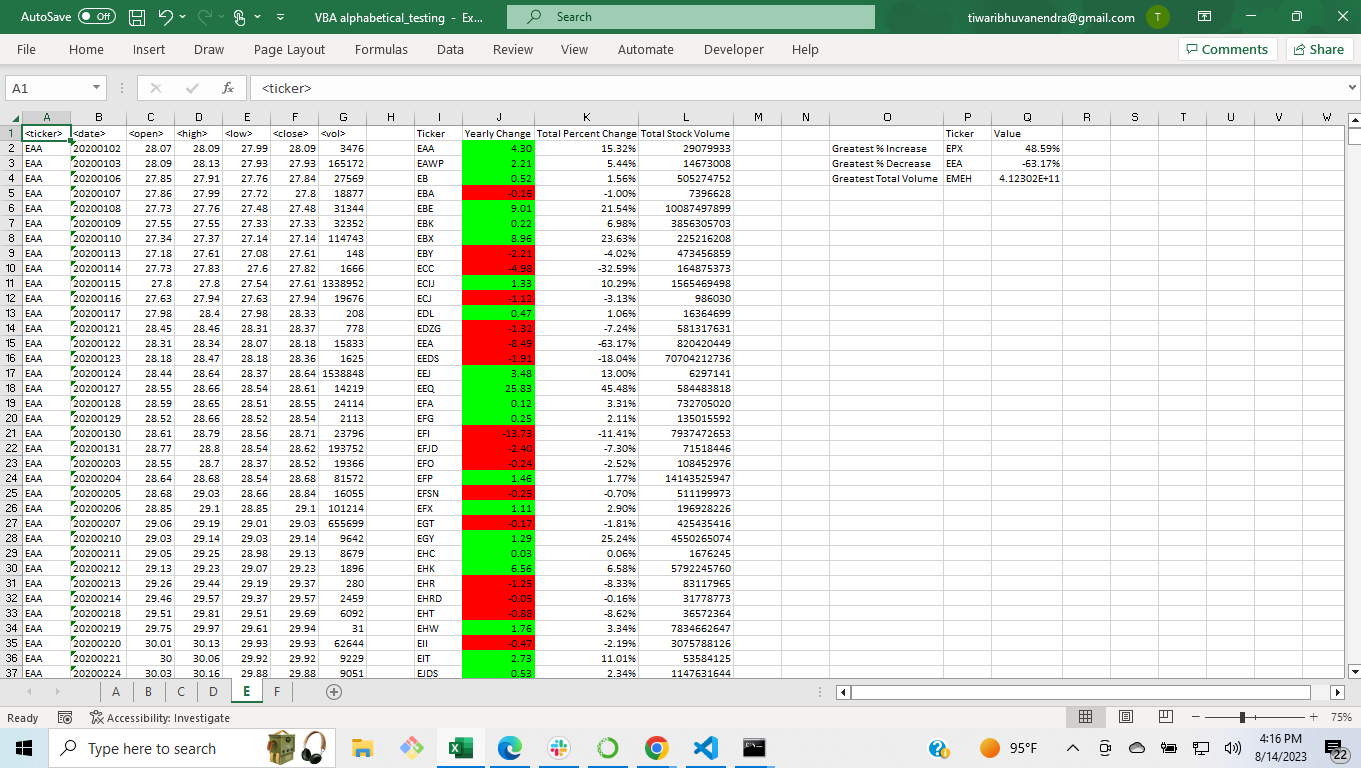 AutoSave Off VBA alphabetical_testing - Ex... Search tiwaribhuvanendra@gmail.com T
File Home Insert Draw Page Layout Formulas Data Review View Automate Developer Help Comments Share
A1 fx <ticker>
A B C D E F G H I J K L M N O P Q R S T U V W
1 <ticker> <date> <open> <high> <low> <close> <vol> Ticker Yearly Change Total Percent Change Total Stock Volume Ticker Value
2 EAA 20200102 28.07 28.09 27.99 28.09 3476 EAA 4.30 15.32% 29079933 Greatest % Increase EPX 48.59%
3 EAA 20200103 28.09 28.13 27.93 27.93 165172 EAWP 2.21 5.44% 14673008 Greatest % Decrease EEA -63.17%
4 EAA 20200106 27.85 27.91 27.76 27.84 27569 EB 0.52 1.56% 505274752 Greatest Total Volume EMEH 4.12302E+11
5 EAA 20200107 27.86 27.99 27.72 27.8 18877 EBA -0.16 -1.00% 7396628
6 EAA 20200108 27.73 27.76 27.48 27.48 31344 EBE 9.01 21.54% 10087497899
7 EAA 20200109 27.55 27.55 27.33 27.33 32352 EBK 0.22 6.98% 3856305703
8 EAA 20200110 27.34 27.37 27.14 27.14 114743 EBX 8.96 23.63% 225216208
9 EAA 20200113 27.18 27.61 27.08 27.61 148 EBY -2.21 -4.02% 473456859
10 EAA 20200114 27.73 27.83 27.6 27.82 1666 ECC -4.98 -32.59% 164875373
11 EAA 20200115 27.8 27.8 27.54 27.61 1338952 ECIJ 1.33 10.29% 1565469498
12 EAA 20200116 27.63 27.94 27.63 27.94 19676 ECJ -1.12 -3.13% 986030
13 EAA 20200117 27.98 28.4 27.98 28.33 208 EDL 0.47 1.06% 16364699
14 EAA 20200121 28.45 28.46 28.31 28.37 778 EDZG -1.32 -7.24% 581317631
15 EAA 20200122 28.31 28.34 28.07 28.18 15833 EEA -8.49 -63.17% 820420449
16 EAA 20200123 28.18 28.47 28.18 28.36 1625 EEDS -1.91 -18.04% 70704212736
17 EAA 20200124 28.44 28.64 28.37 28.64 1538848 EEJ 3.48 13.00% 6297141
18 EAA 20200127 28.55 28.66 28.54 28.61 14219 EEQ 25.83 45.48% 584483818
19 EAA 20200128 28.59 28.65 28.51 28.55 24114 EFA 0.12 3.31% 732705020
20 EAA 20200129 28.52 28.66 28.52 28.54 2113 EFG 0.25 2.11% 135015592
21 EAA 20200130 28.61 28.79 28.56 28.71 23796 EFI -13.73 -11.41% 7937472653
22 EAA 20200131 28.77 28.8 28.54 28.62 193752 EFJD -2.40 -7.30% 71518446
23 EAA 20200203 28.55 28.7 28.37 28.52 19366 EFO -0.24 -2.52% 108452976
24 EAA 20200204 28.64 28.68 28.54 28.68 81572 EFP 1.46 1.77% 14143525947
25 EAA 20200205 28.68 29.03 28.66 28.84 16055 EFSN -0.25 -0.70% 511199973
26 EAA 20200206 28.85 29.1 28.85 29.1 101214 EFX 1.11 2.90% 196928226
27 EAA 20200207 29.06 29.19 29.01 29.03 655699 EGT -0.17 -1.81% 425435416
28 EAA 20200210 29.03 29.14 29.03 29.14 9642 EGY 1.29 25.24% 4550265074
29 EAA 20200211 29.05 29.25 28.98 29.13 8679 EHC 0.03 0.06% 1676245
30 EAA 20200212 29.13 29.23 29.07 29.23 1896 EHK 6.56 6.58% 5792245760
31 EAA 20200213 29.26 29.44 29.19 29.37 280 EHR -1.25 -8.33% 83117965
32 EAA 20200214 29.46 29.57 29.37 29.57 2459 EHRD -0.05 -0.16% 31778773
33 EAA 20200218 29.51 29.81 29.51 29.69 6092 EHT -0.88 -8.62% 36572364
34 EAA 20200219 29.75 29.97 29.61 29.94 31 EHW 1.76 3.34% 7834662647
35 EAA 20200220 30.01 30.13 29.93 29.93 62644 EII -0.47 -2.19% 3075788126
36 EAA 20200221 30 30.06 29.92 29.92 9229 EIT 2.73 11.01% 53584125
37 EAA 20200224 30.03 30.16 29.88 29.88 9051 EJDS 0.53 2.34% 1147631644
A B C D E F
Ready Accessibility: Investigate 75%
Type here to search 95°F 4:16 PM
8/14/2023 22